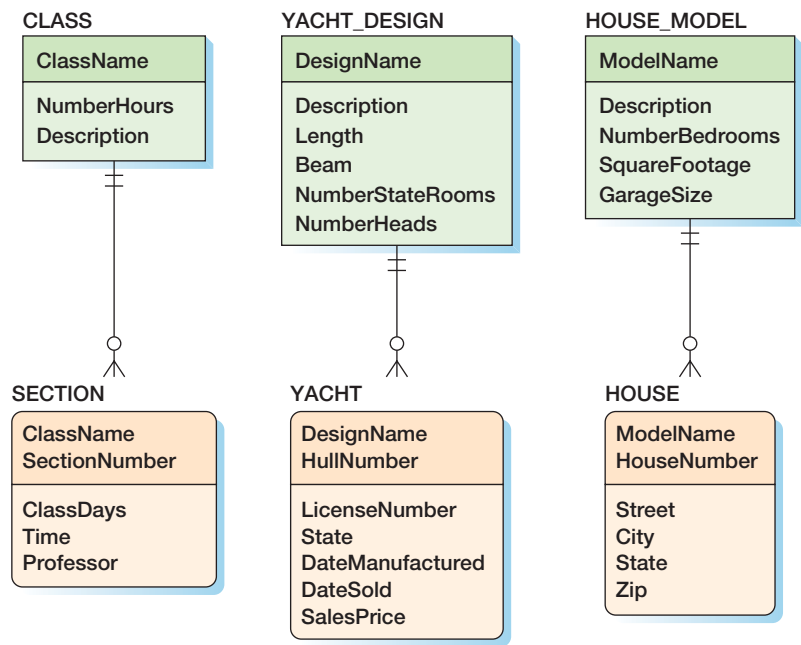 CLASS
ClassName
NumberHours
Description
SECTION
ClassName
SectionNumber
ClassDays
Time
Professor
YACHT_DESIGN
DesignName
Description
Length
Beam
NumberStateRooms
NumberHeads
YACHT
DesignName
HullNumber
LicenseNumber
State
DateManufactured
DateSold
SalesPrice
HOUSE_MODEL
ModelName
Description
NumberBedrooms
SquareFootage
GarageSize
HOUSE
ModelName
HouseNumber
Street
City
State
Zip